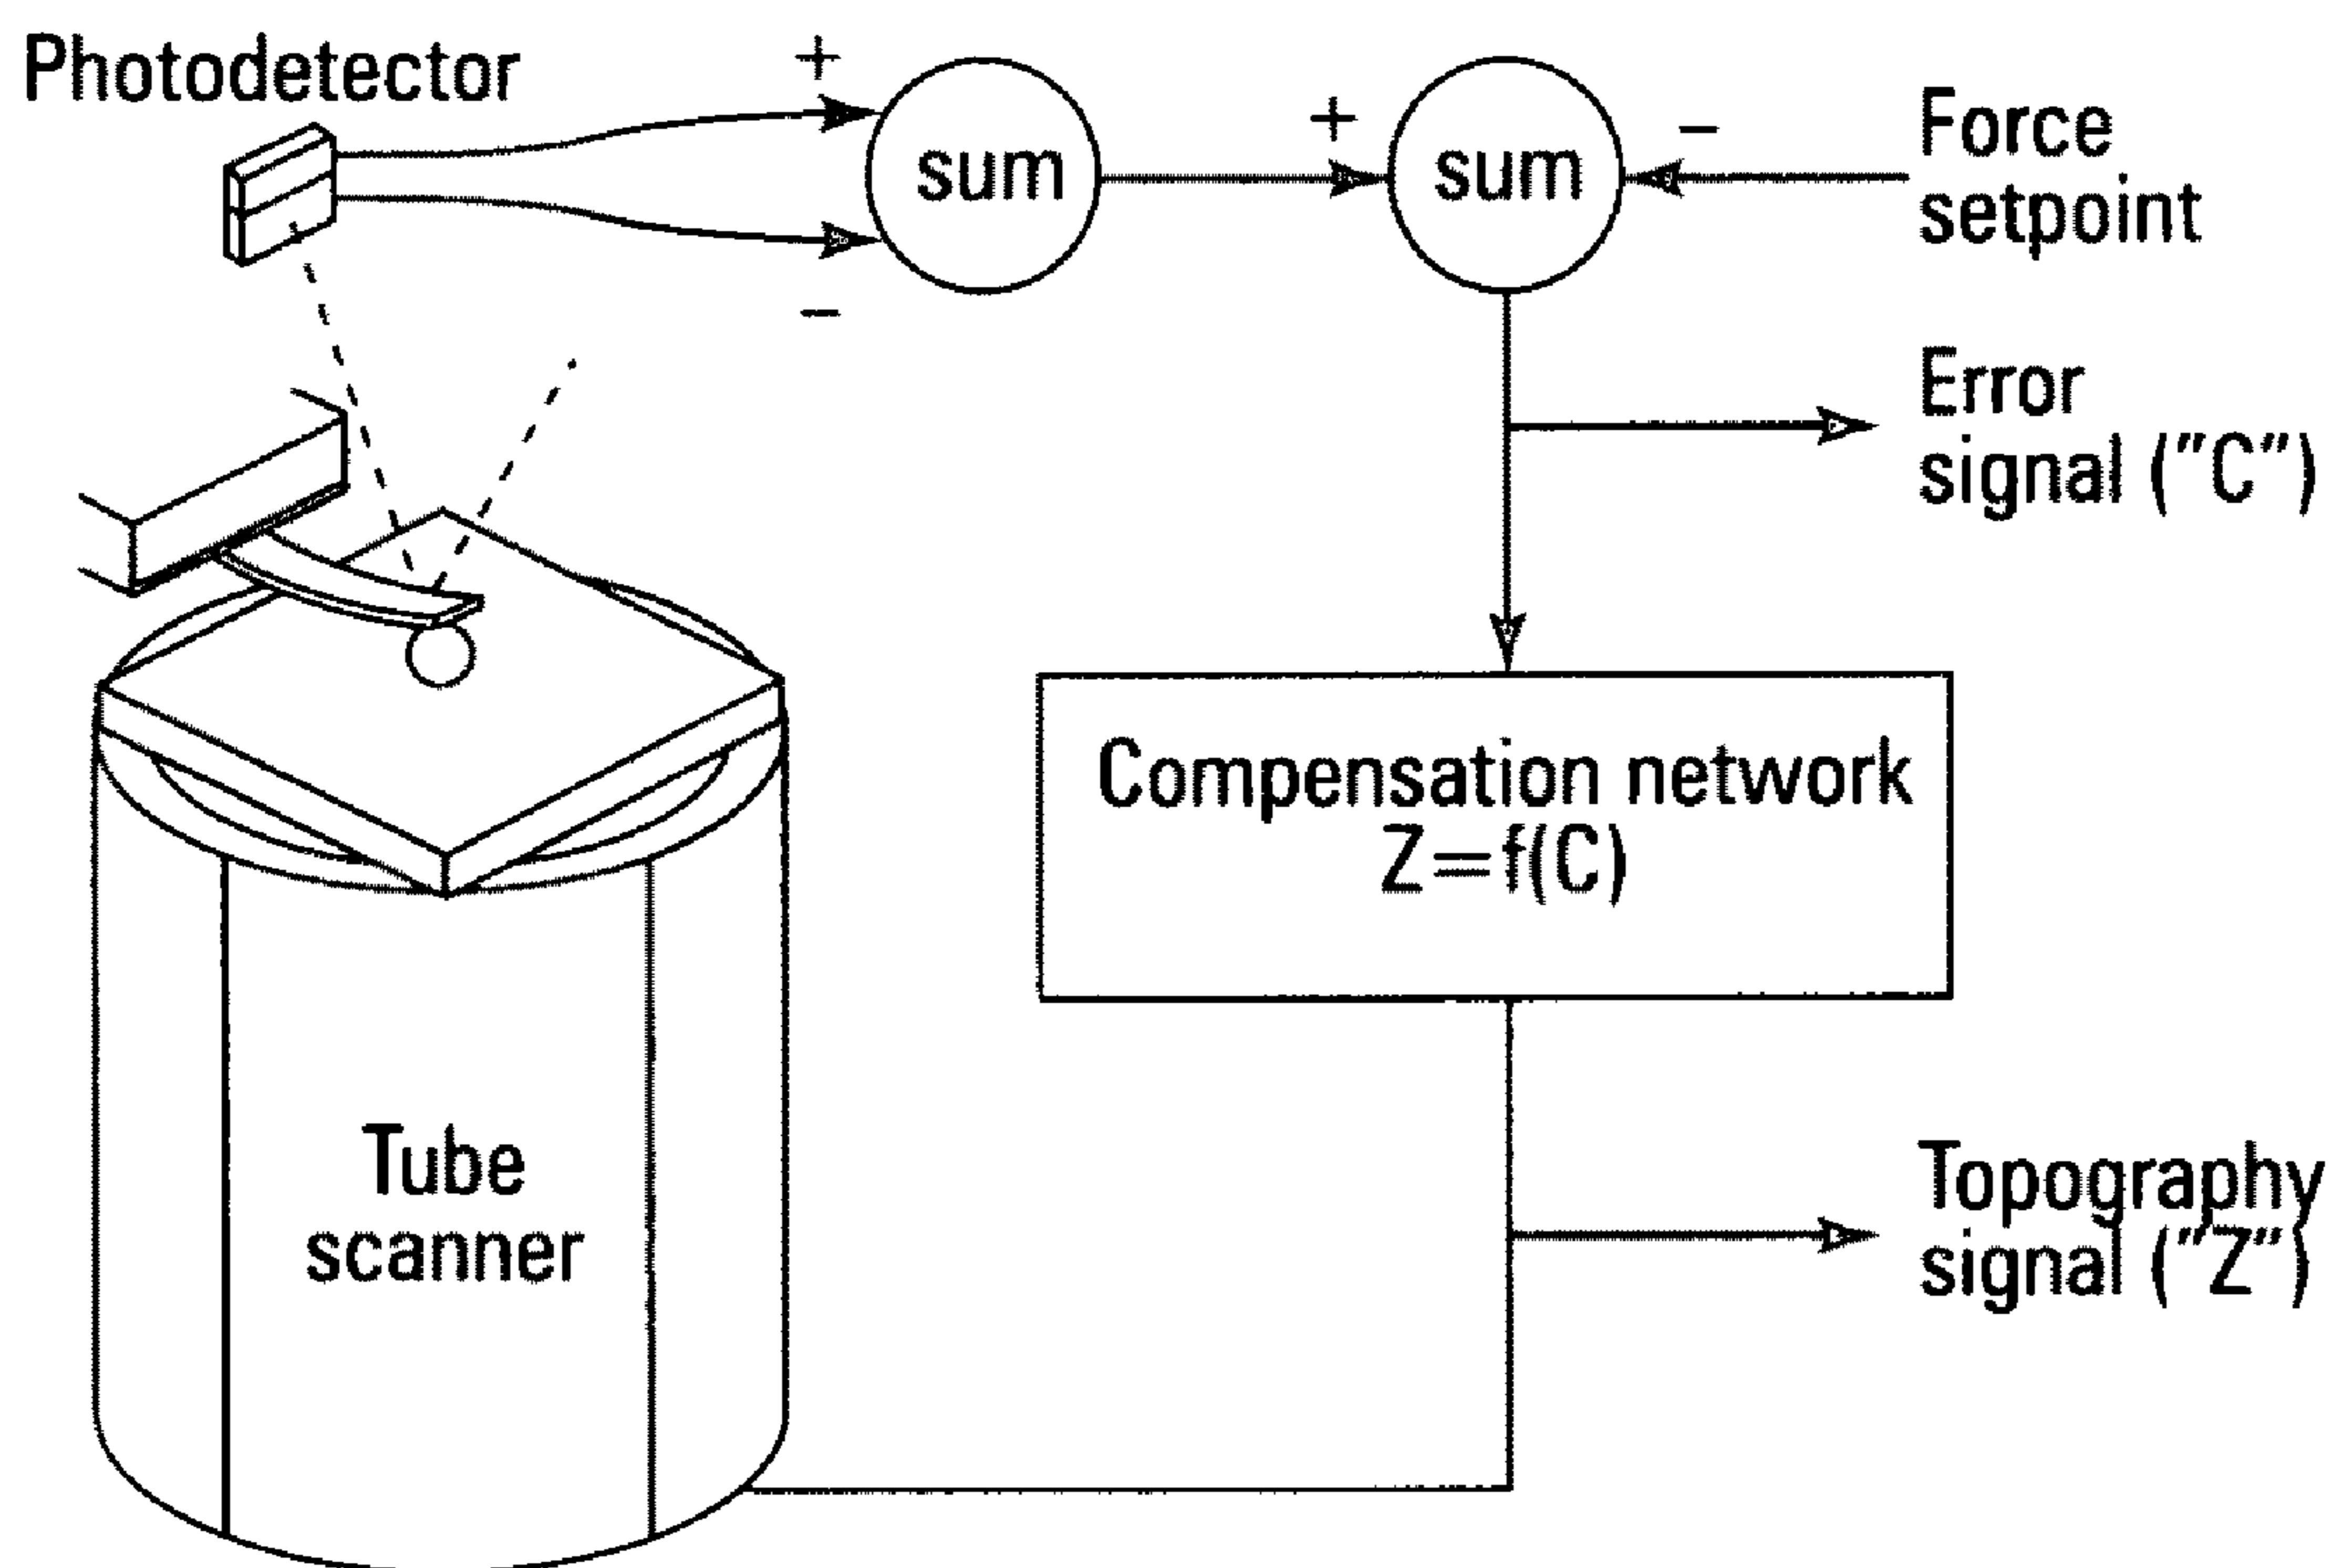 Photodetector
+
sum
+
sum
−
Force
setpoint
−
Error
signal ("C")
Compensation network
Z=f(C)
Tube
scanner
Topography
signal ("Z")